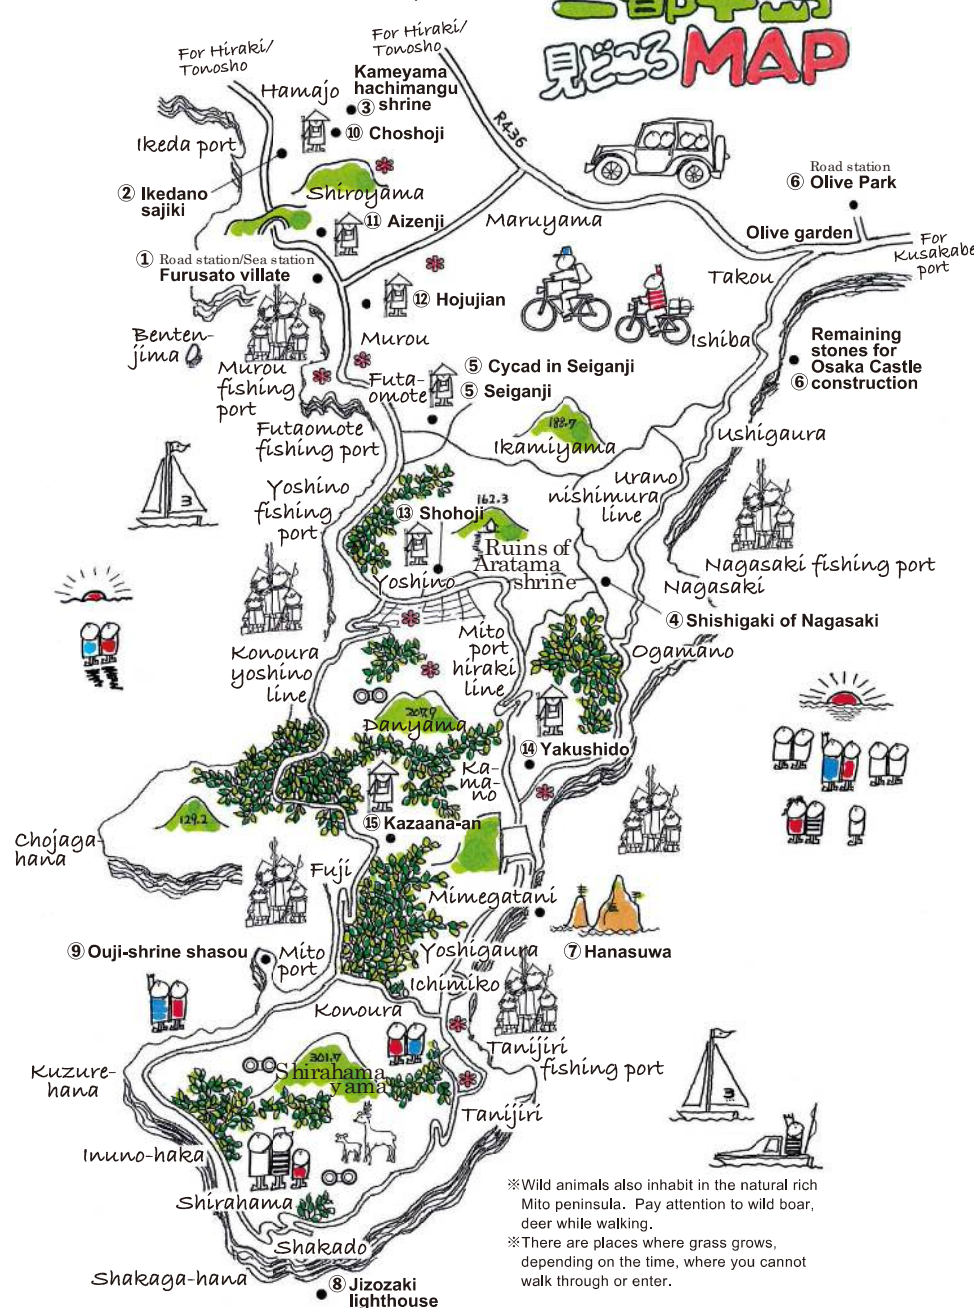 三都半島
見どころMAP
For Hiraki/
Tonosho
For Hiraki/
Tonosho
Hamajo
Kameyama
hachimangu
③ shrine
⑩ Choshoji
R436
Ikeda port
② Ikedano
sajiki
Shiroyama
Road station
⑥ Olive Park
⑪ Aizenji
Maruyama
Olive garden
For
Kusakabe
port
① Road station/Sea station
Furusato villate
Takou
⑫ Hojujian
Benten-
jima
Murou
Ishiba
Remaining
stones for
Osaka Castle
⑥ construction
Murou
fishing
port
Futa-
omote
⑤ Cycad in Seiganji
⑤ Seiganji
Futaomote
fishing port
188.7
Ikamiyama
Ushigaura
Yoshino
fishing
port
Urano
nishimura
line
3
162.3
⑬ Shohoji
Ruins of
Aratama
shrine
Nagasaki fishing port
Nagasaki
Yoshino
④ Shishigaki of Nagasaki
Konoura
yoshino
line
Mito
port
hiraki
line
Ogamano
207.9
Danyama
⑭ Yakushido
Ka-
ma-
no
129.2
⑮ Kazaana-an
Chojaga-
hana
Fuji
Mimegatani
⑨ Ouji-shrine shasou
Mito
port
Yoshigaura
⑦ Hanasuwa
Ichimiko
Konoura
Tanijiri
fishing port
Kuzure-
hana
301.7
Shirahama
yama
3
Tanijiri
Inuno-haka
Shirahama
Shakado
Shakaga-hana
⑧ Jizozaki
lighthouse
※Wild animals also inhabit in the natural rich
Mito peninsula. Pay attention to wild boar,
deer while walking.
※There are places where grass grows,
depending on the time, where you cannot
walk through or enter.